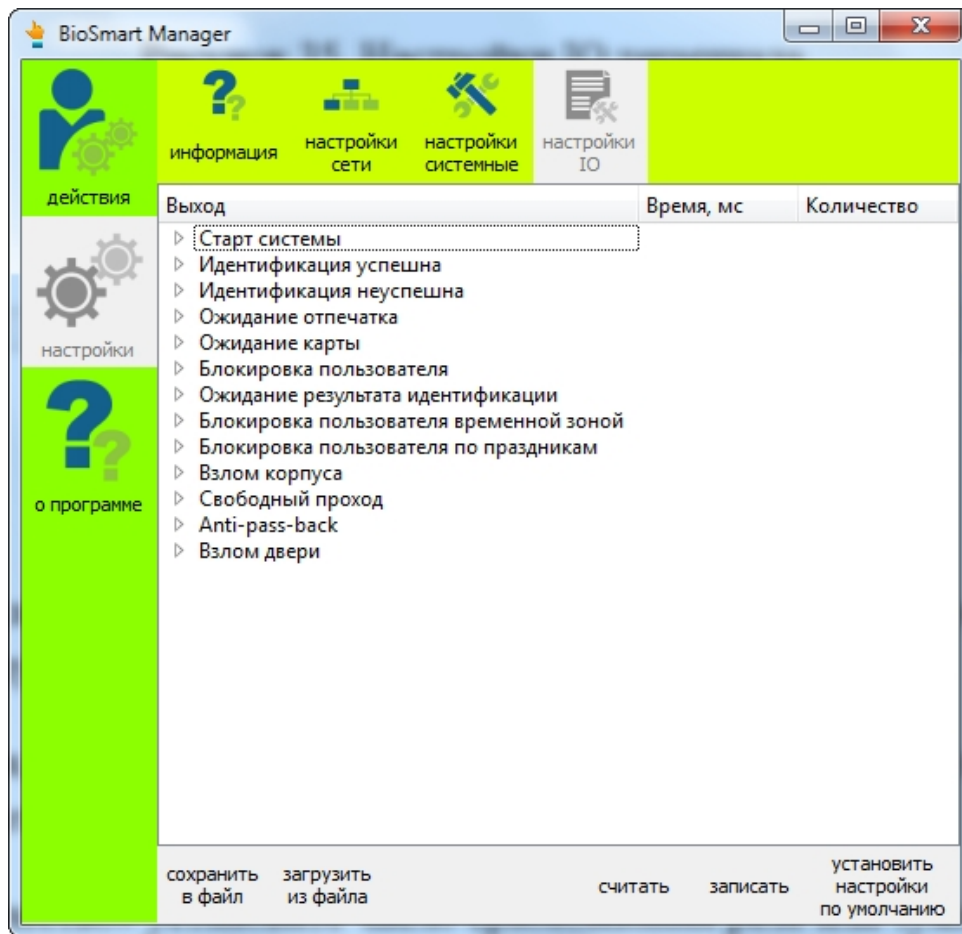 BioSmart Manager
информация
настройки
сети
настройки
системные
настройки
IO
действия
настройки
о программе
Выход Время, мс Количество
Старт системы
Идентификация успешна
Идентификация неуспешна
Ожидание отпечатка
Ожидание карты
Блокировка пользователя
Ожидание результата идентификации
Блокировка пользователя временной зоной
Блокировка пользователя по праздникам
Взлом корпуса
Свободный проход
Anti-pass-back
Взлом двери
сохранить
в файл
загрузить
из файла
считать
записать
установить
настройки
по умолчанию